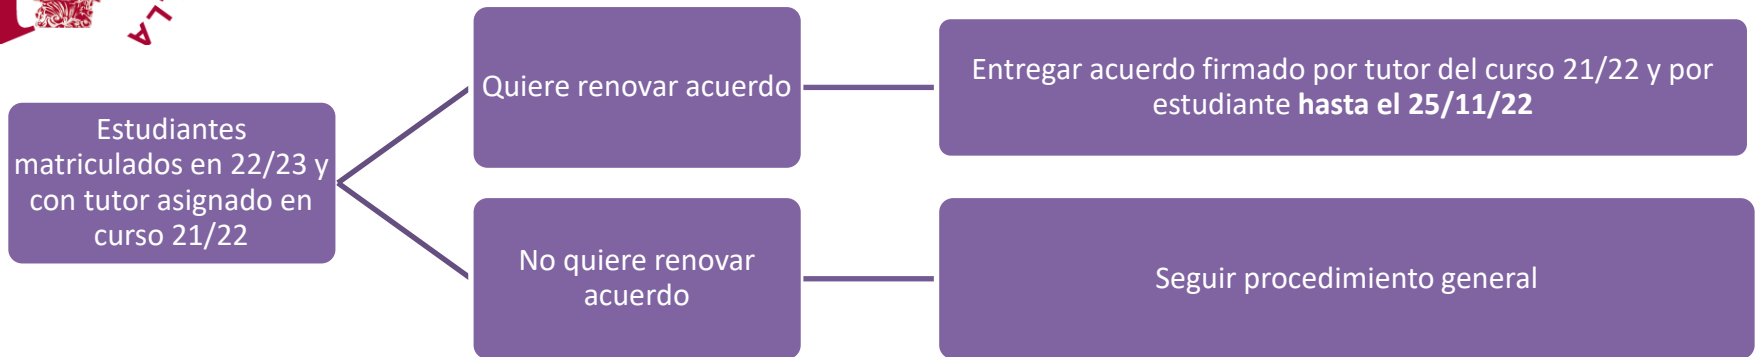 LLA
Estudiantes
matriculados en 22/23 y
con tutor asignado en
curso 21/22
Quiere renovar acuerdo
Entregar acuerdo firmado por tutor del curso 21/22 y por
estudiante hasta el 25/11/22
No quiere renovar
acuerdo
Seguir procedimiento general